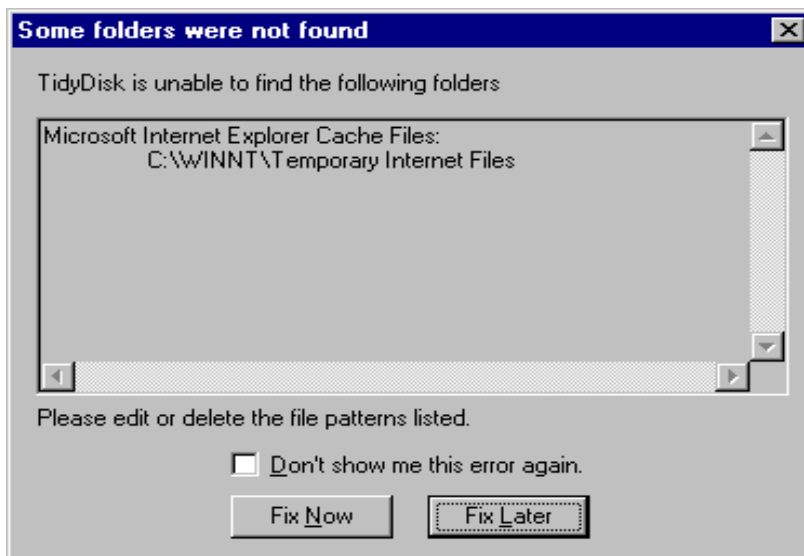 Some folders were not found
TidyDisk is unable to find the following folders
Microsoft Internet Explorer Cache Files:
C:\WINNT\Temporary Internet Files
Please edit or delete the file patterns listed.
Don't show me this error again.
Fix Now
Fix Later